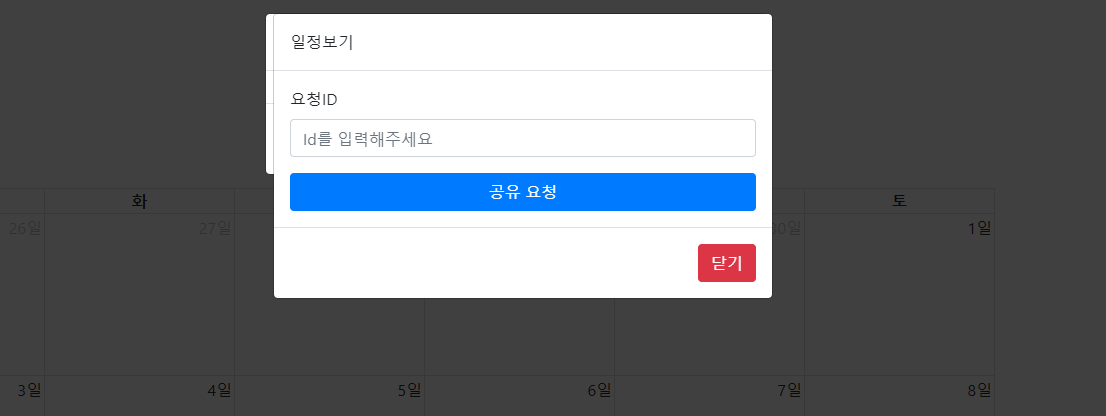 일정보기
요청ID
Id를 입력해주세요
공유 요청
닫기
화 토
26일 27일 30일 1일
3일 4일 5일 6일 7일 8일